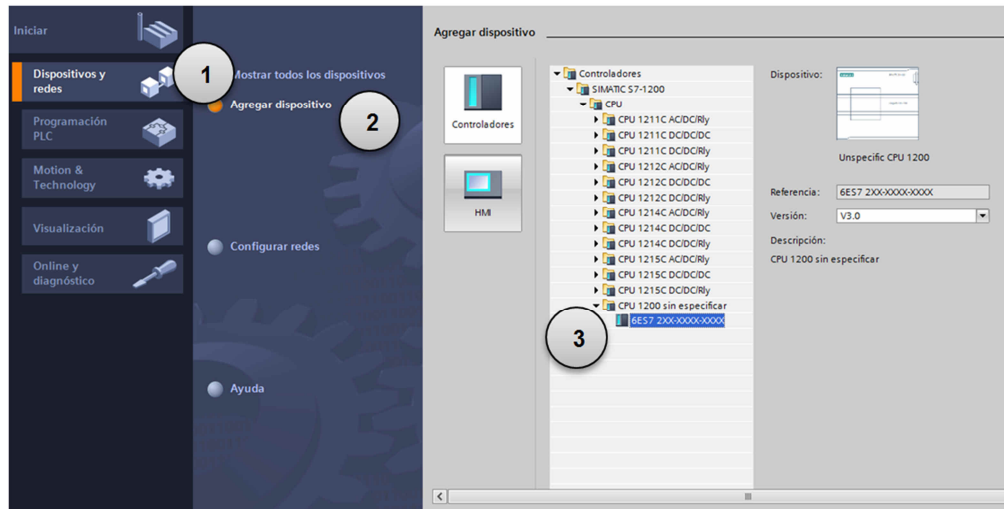 Iniciar
Dispositivos y
redes
Programación
PLC
Motion &
Technology
Visualización
Online y
diagnóstico
1
Mostrar todos los dispositivos
Agregar dispositivo
2
Configurar redes
Ayuda
Agregar dispositivo
Controladores
HMI
Controladores
SIMATIC S7-1200
CPU
CPU 1211C AC/DC/Rly
CPU 1211C DC/DC/DC
CPU 1211C DC/DC/Rly
CPU 1212C AC/DC/Rly
CPU 1212C DC/DC/DC
CPU 1212C DC/DC/Rly
CPU 1214C AC/DC/Rly
CPU 1214C DC/DC/DC
CPU 1214C DC/DC/Rly
CPU 1215C AC/DC/Rly
CPU 1215C DC/DC/DC
CPU 1215C DC/DC/Rly
CPU 1200 sin especificar
6ES7 2XX-XXXX-XXXX
3
Dispositivo:
Unspecific CPU 1200
Referencia: 6ES7 2XX-XXXX-XXXX
Versión: V3.0
Descripción:
CPU 1200 sin especificar